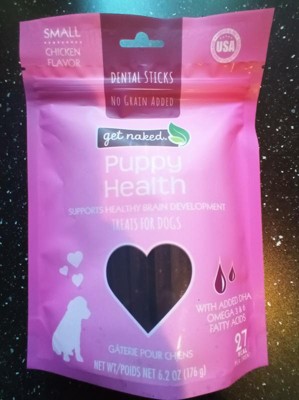 SMALL
CHICKEN
FLAVOR
USA
DENTAL STICKS
NO GRAIN ADDED
get naked
Puppy
Health
SUPPORTS HEALTHY BRAIN DEVELOPMENT
TREATS FOR DOGS
WITH ADDED DHA,
OMEGA 3 & 6
FATTY ACIDS
GÂTERIE POUR CHIENS
27
NET WT/POIDS NET 6.2 OZ (176 g)